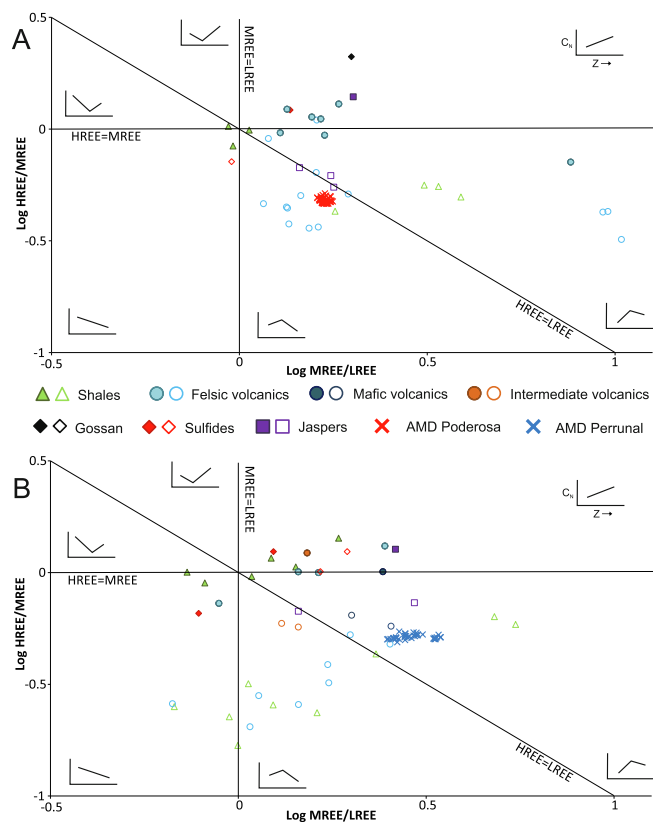 A
0.5
0
-0.5
-1
Log HREE/MREE
MREE=LREE
HREE=MREE
HREE=LREE
C_N
Z→
-0.5
0
0.5
1
Log MREE/LREE
Shales
Felsic volcanics
Mafic volcanics
Intermediate volcanics
Gossan
Sulfides
Jaspers
AMD Poderosa
AMD Perrunal
B
0.5
0
-0.5
-1
Log HREE/MREE
MREE=LREE
HREE=MREE
HREE=LREE
C_N
Z→
-0.5
0
0.5
1
Log MREE/LREE